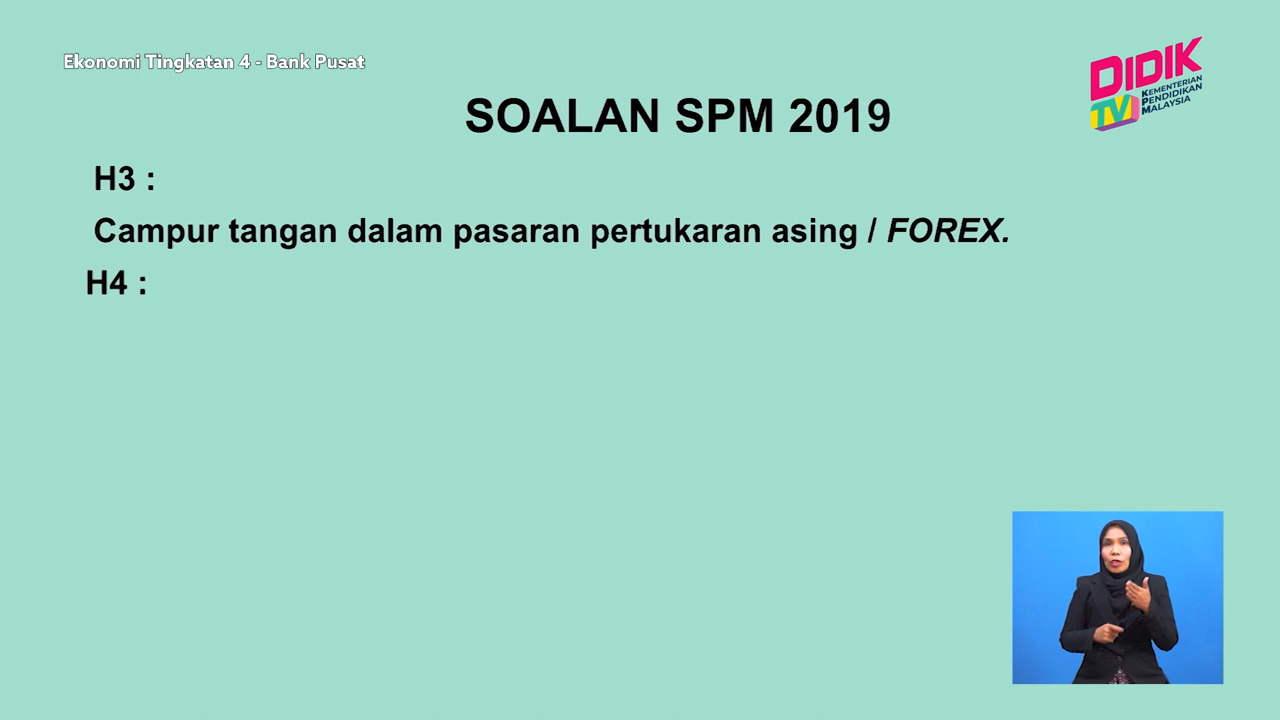 Ekonomi Tingkatan 4 - Bank Pusat
DIDIK
TV
KEMENTERIAN
PENDIDIKAN
MALAYSIA
SOALAN SPM 2019
H3 :
Campur tangan dalam pasaran pertukaran asing / FOREX.
H4 :